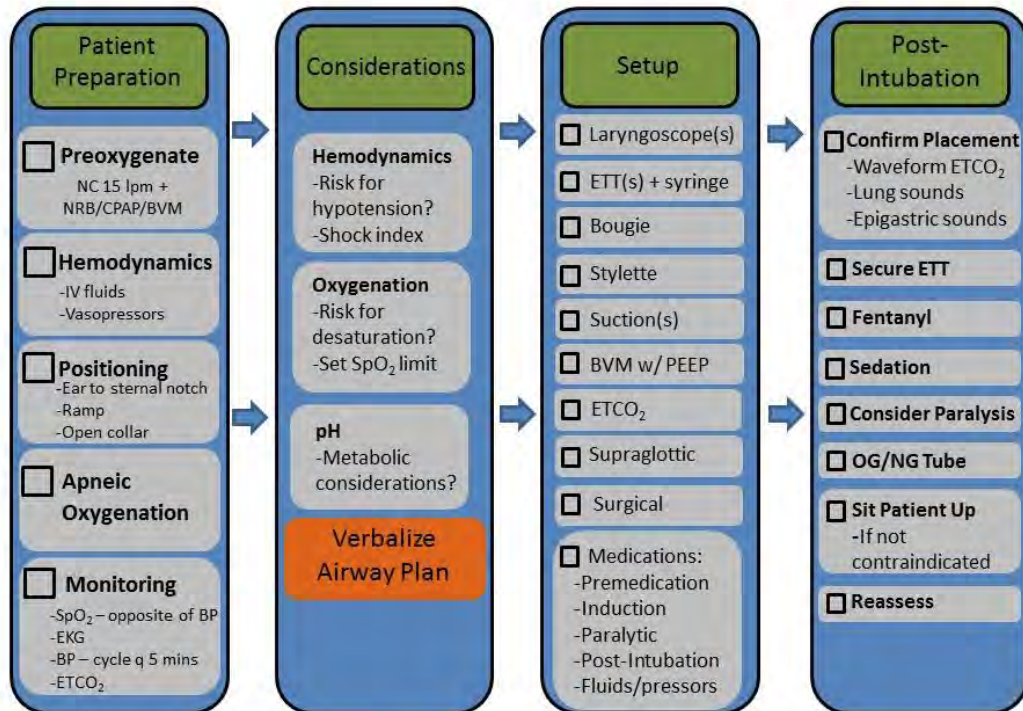 Patient
Preparation
Preoxygenate
NC 15 lpm +
NRB/CPAP/BVM
Hemodynamics
-IV fluids
-Vasopressors
Positioning
-Ear to sternal notch
-Ramp
-Open collar
Apneic
Oxygenation
Monitoring
-SpO₂ – opposite of BP
-EKG
-BP – cycle q 5 mins
-ETCO₂
Considerations
Hemodynamics
-Risk for
hypotension?
-Shock index
Oxygenation
-Risk for
desaturation?
-Set SpO₂ limit
pH
-Metabolic
considerations?
Verbalize
Airway Plan
Setup
Laryngoscope(s)
ETT(s) + syringe
Bougie
Stylette
Suction(s)
BVM w/ PEEP
ETCO₂
Supraglottic
Surgical
Medications:
-Premedication
-Induction
-Paralytic
-Post-Intubation
-Fluids/pressors
Post-
Intubation
Confirm Placement
-Waveform ETCO₂
-Lung sounds
-Epigastric sounds
Secure ETT
Fentanyl
Sedation
Consider Paralysis
OG/NG Tube
Sit Patient Up
-If not
contraindicated
Reassess